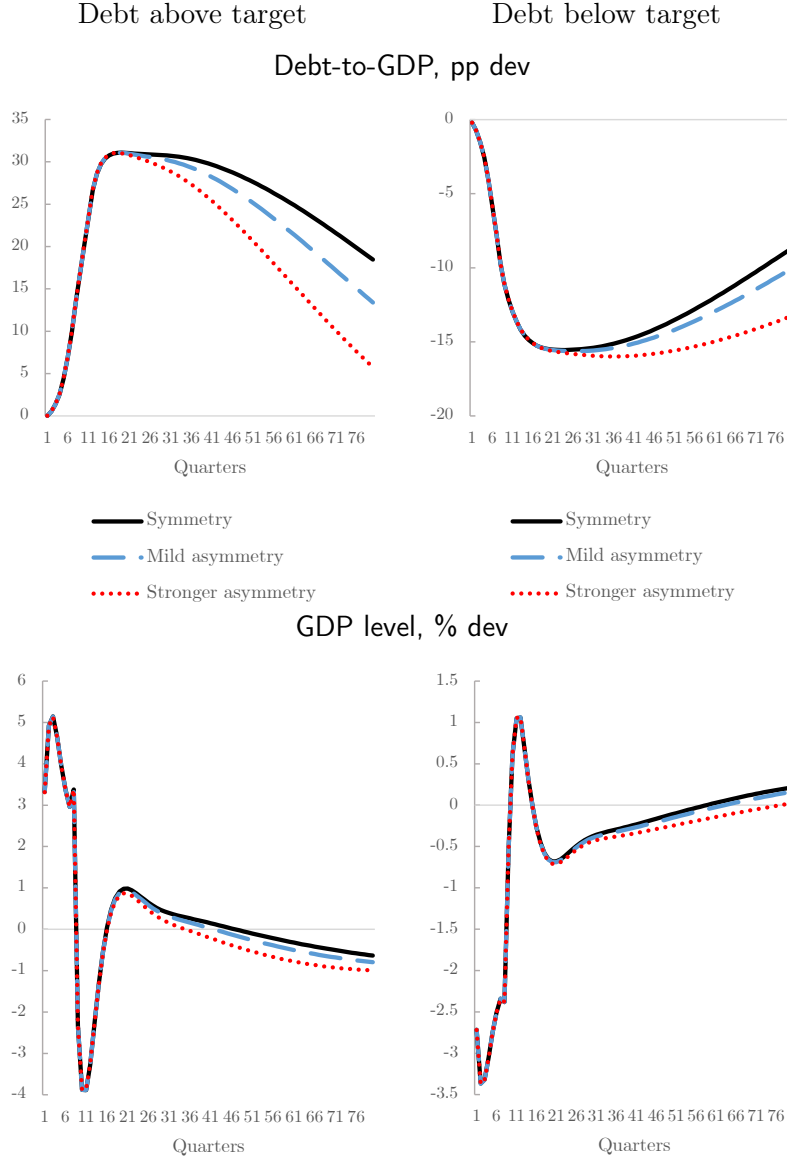 Debt above target
Debt below target
Debt-to-GDP, pp dev
35
30
25
20
15
10
5
0
1 6 11 16 21 26 31 36 41 46 51 56 61 66 71 76
Quarters
Symmetry
Mild asymmetry
Stronger asymmetry
0
-5
-10
-15
-20
1 6 11 16 21 26 31 36 41 46 51 56 61 66 71 76
Quarters
Symmetry
Mild asymmetry
Stronger asymmetry
GDP level, % dev
6
5
4
3
2
1
0
-1
-2
-3
-4
1 6 11 16 21 26 31 36 41 46 51 56 61 66 71 76
Quarters
1.5
1
0.5
0
-0.5
-1
-1.5
-2
-2.5
-3
-3.5
1 6 11 16 21 26 31 36 41 46 51 56 61 66 71 76
Quarters